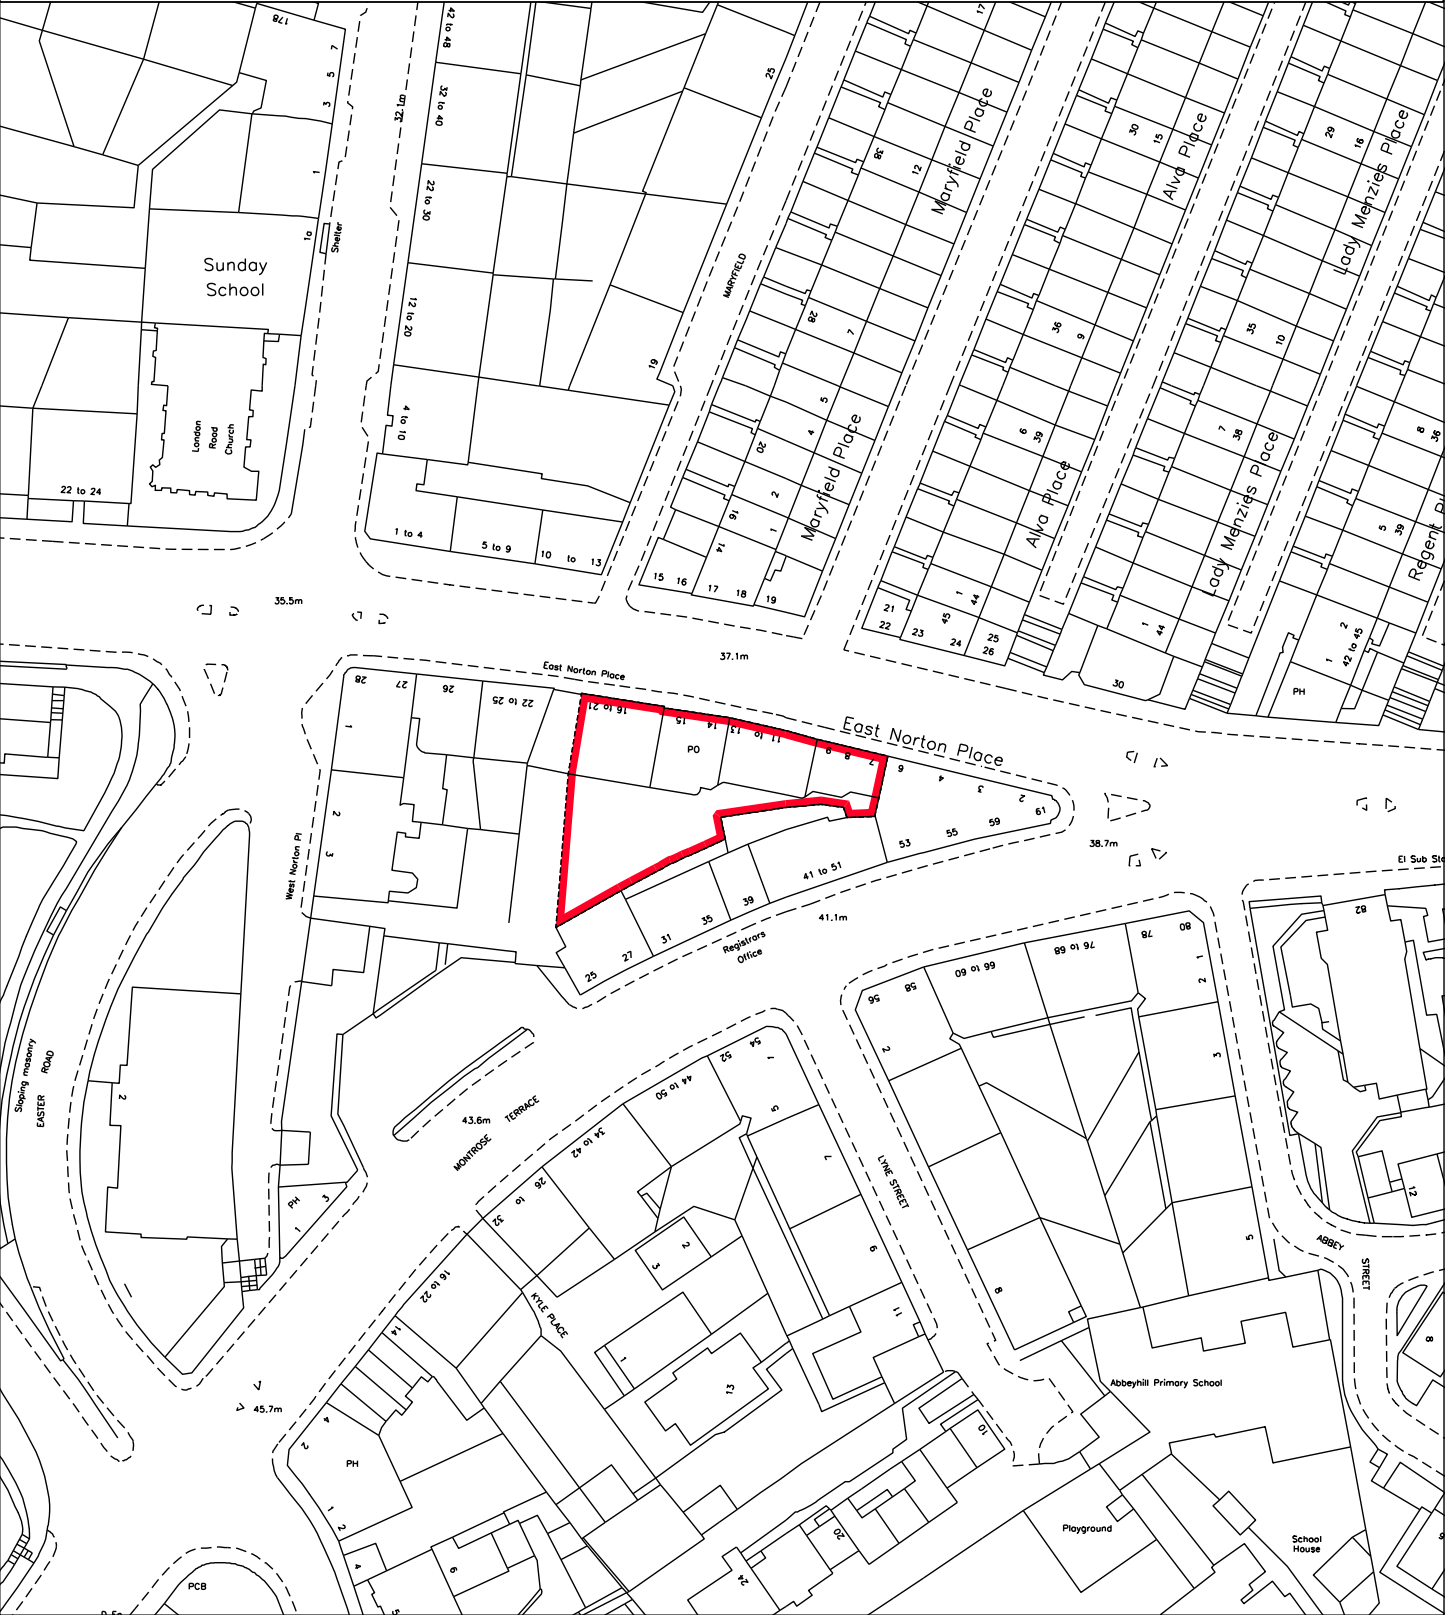 178
7
5
3
1
1a
Shelter
Sunday
School
London
Road
Church
22 to 24
32.1m
42 to 48
32 to 40
22 to 30
12 to 20
4 to 10
1 to 4
5 to 9
10 to 13
25
19
MARYFIELD
17
38
12
Maryfield Place
28
7
5
4
20
2
16
1
14
Maryfield Place
15
16
17
18
19
30
15
Alva Place
36
9
6
39
Alva Place
1
44
45
21
22
23
24
25
26
29
16
Lady Menzies Place
35
10
7
38
Lady Menzies Place
1
44
30
8
36
5
39
Regent Pl
2
1
42 to 45
PH
35.5m
37.1m
East Norton Place
East Norton Place
28
27
26
22 to 25
16 to 21
15
14
13
11 to
9
8
7
6
4
3
2
61
PO
1
2
3
West Norton Pl
53
55
59
41 to 51
39
35
31
27
25
Registrars
Office
41.1m
38.7m
El Sub Sta
82
Sloping masonry
EASTER ROAD
2
43.6m
MONTROSE TERRACE
PH
3
1
45.7m
56
58
60 to 66
68 to 76
78
80
1
2
3
5
2
8
LYNE STREET
54
52
44 to 50
34 to 42
26 to 32
16 to 22
14
1
5
7
9
11
2
3
KYLE PLACE
1
13
4
2
PH
1
2
4
5
6
PCB
10
20
24
Abbeyhill Primary School
Playground
School
House
ABBEY STREET
12
8